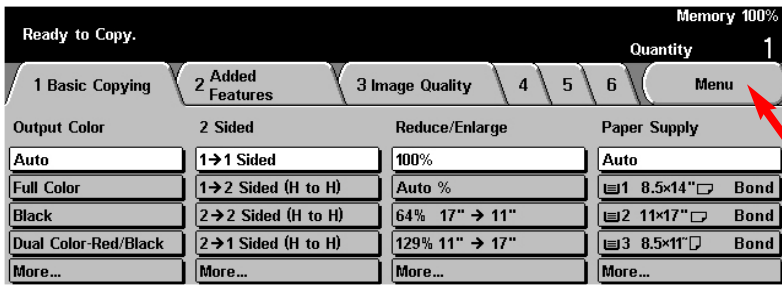 Memory 100%
Ready to Copy.
Quantity 1
1 Basic Copying
2 Added Features
3 Image Quality
4
5
6
Menu
Output Color
2 Sided
Reduce/Enlarge
Paper Supply
Auto
1→1 Sided
100%
Auto
Full Color
1→2 Sided (H to H)
Auto %
1 8.5×14" Bond
Black
2→2 Sided (H to H)
64% 17" → 11"
2 11×17" Bond
Dual Color-Red/Black
2→1 Sided (H to H)
129% 11" → 17"
3 8.5×11" Bond
More...
More...
More...
More...